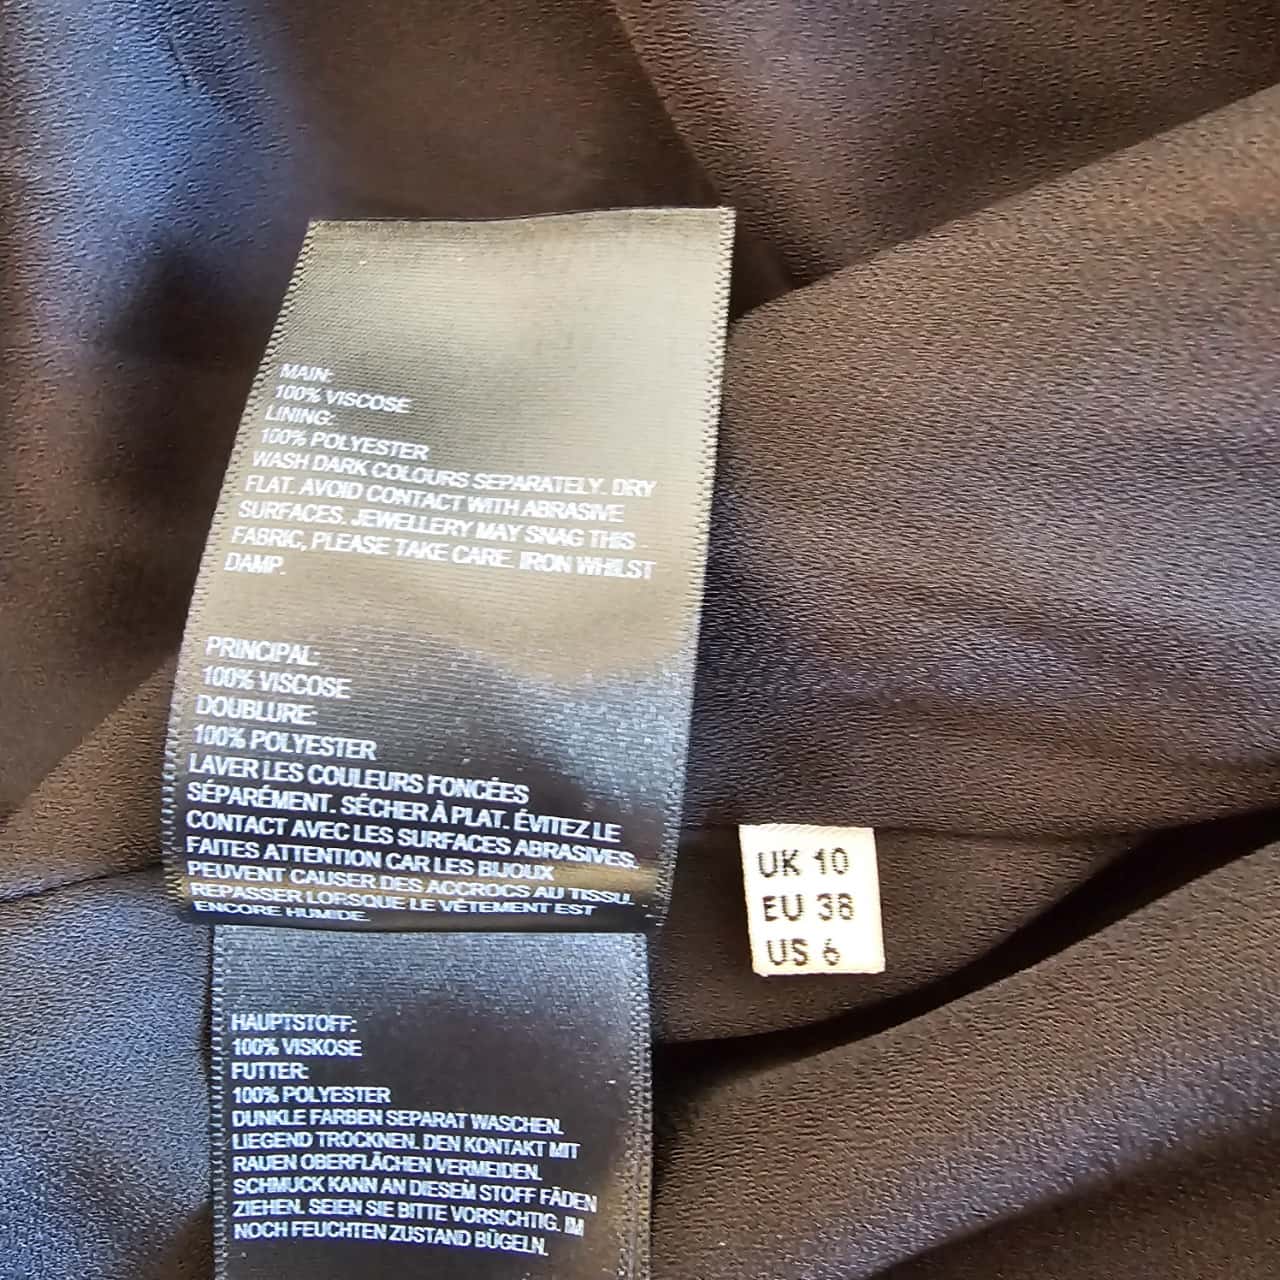 MAIN:
100% VISCOSE
LINING:
100% POLYESTER
WASH DARK COLOURS SEPARATELY. DRY
FLAT. AVOID CONTACT WITH ABRASIVE
SURFACES. JEWELLERY MAY SNAG THIS
FABRIC, PLEASE TAKE CARE. IRON WHILST
DAMP.
PRINCIPAL:
100% VISCOSE
DOUBLURE:
100% POLYESTER
LAVER LES COULEURS FONCÉES
SÉPARÉMENT. SÉCHER À PLAT. ÉVITEZ LE
CONTACT AVEC LES SURFACES ABRASIVES.
FAITES ATTENTION CAR LES BIJOUX
PEUVENT CAUSER DES ACCROCS AU TISSU.
REPASSER LORSQUE LE VÊTEMENT EST
ENCORE HUMIDE.
UK 10
EU 38
US 6
HAUPTSTOFF:
100% VISKOSE
FUTTER:
100% POLYESTER
DUNKLE FARBEN SEPARAT WASCHEN.
LIEGEND TROCKNEN. DEN KONTAKT MIT
RAUEN OBERFLÄCHEN VERMEIDEN.
SCHMUCK KANN AN DIESEM STOFF FÄDEN
ZIEHEN. SEIEN SIE BITTE VORSICHTIG. IM
NOCH FEUCHTEN ZUSTAND BÜGELN.